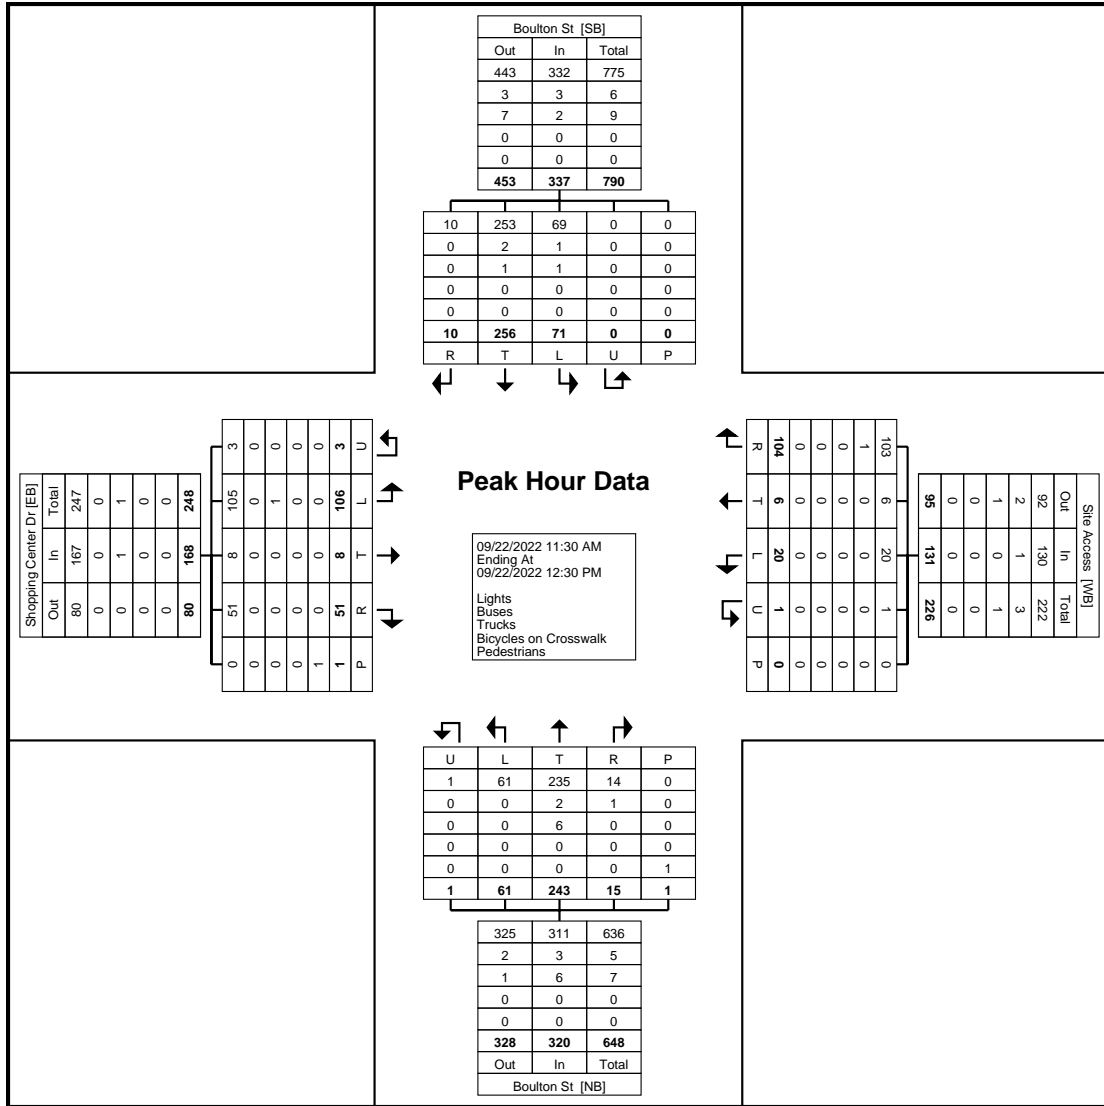 Boulton St [SB]
Out In Total
443 332 775
3 3 6
7 2 9
0 0 0
0 0 0
453 337 790
10 253 69 0 0
0 2 1 0 0
0 1 1 0 0
0 0 0 0 0
0 0 0 0 0
10 256 71 0 0
R T L U P
Shopping Center Dr [EB]
Total In Out
247 167 80
0 0 0
1 1 0
0 0 0
0 0 0
248 168 80
3 105 8 51 0
0 0 0 0 0
0 1 0 0 0
0 0 0 0 0
0 0 0 0 1
3 106 8 51 1
U L T R P
Peak Hour Data
09/22/2022 11:30 AM
Ending At
09/22/2022 12:30 PM
Lights
Buses
Trucks
Bicycles on Crosswalk
Pedestrians
R T L U P
104 6 20 1 0
0 0 0 0 0
0 0 0 0 0
0 0 0 0 0
1 0 0 0 0
103 6 20 1 0
95 131 226
0 0 0
0 0 0
1 0 1
2 1 3
92 130 222
Out In Total
Site Access [WB]
U L T R P
1 61 235 14 0
0 0 2 1 0
0 0 6 0 0
0 0 0 0 0
0 0 0 0 1
1 61 243 15 1
325 311 636
2 3 5
1 6 7
0 0 0
0 0 0
328 320 648
Out In Total
Boulton St [NB]